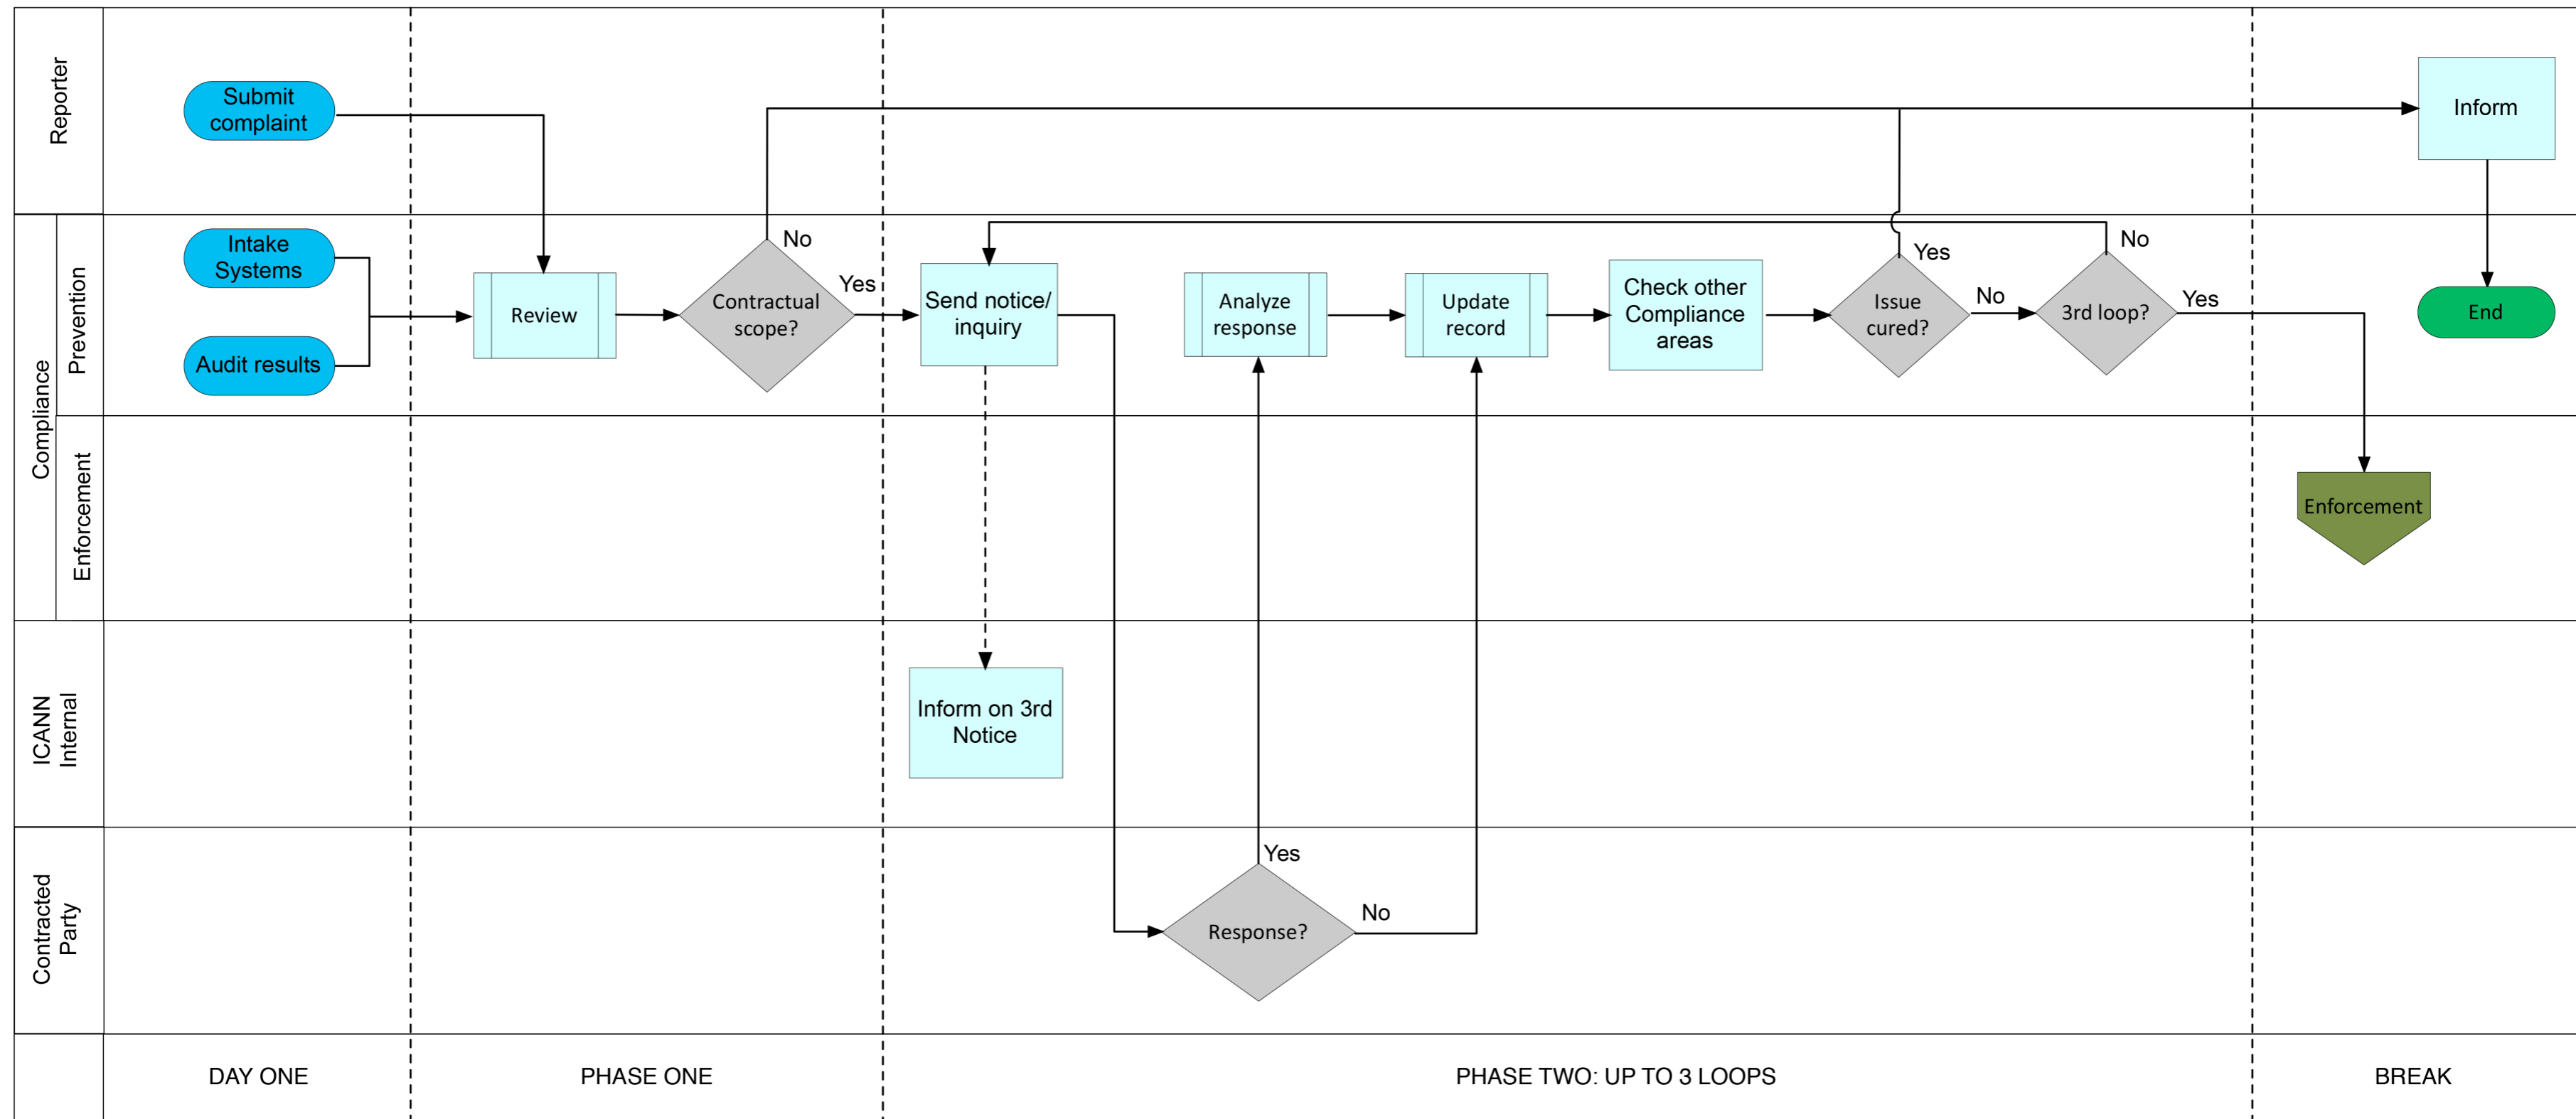 Reporter
Submit
complaint
Inform
Compliance
Prevention
Intake
Systems
Audit results
Review
No
Contractual
scope?
Yes
Send notice/
inquiry
Analyze
response
Update
record
Check other
Compliance
areas
Yes
Issue
cured?
No
No
3rd loop?
Yes
End
Enforcement
Enforcement
ICANN
Internal
Inform on 3rd
Notice
Contracted
Party
Yes
Response?
No
DAY ONE
PHASE ONE
PHASE TWO: UP TO 3 LOOPS
BREAK